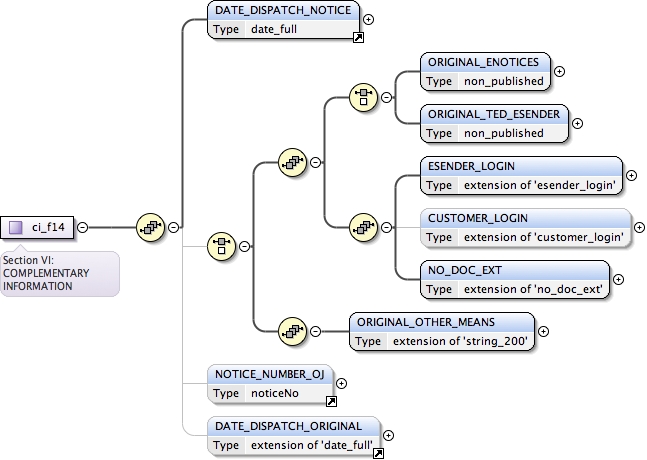 DATE_DISPATCH_NOTICE
Type date_full
ORIGINAL_ENOTICES
Type non_published
ORIGINAL_TED_ESENDER
Type non_published
ESENDER_LOGIN
Type extension of 'esender_login'
ci_f14
CUSTOMER_LOGIN
Type extension of 'customer_login'
Section VI:
COMPLEMENTARY
INFORMATION
NO_DOC_EXT
Type extension of 'no_doc_ext'
ORIGINAL_OTHER_MEANS
Type extension of 'string_200'
NOTICE_NUMBER_OJ
Type noticeNo
DATE_DISPATCH_ORIGINAL
Type extension of 'date_full'